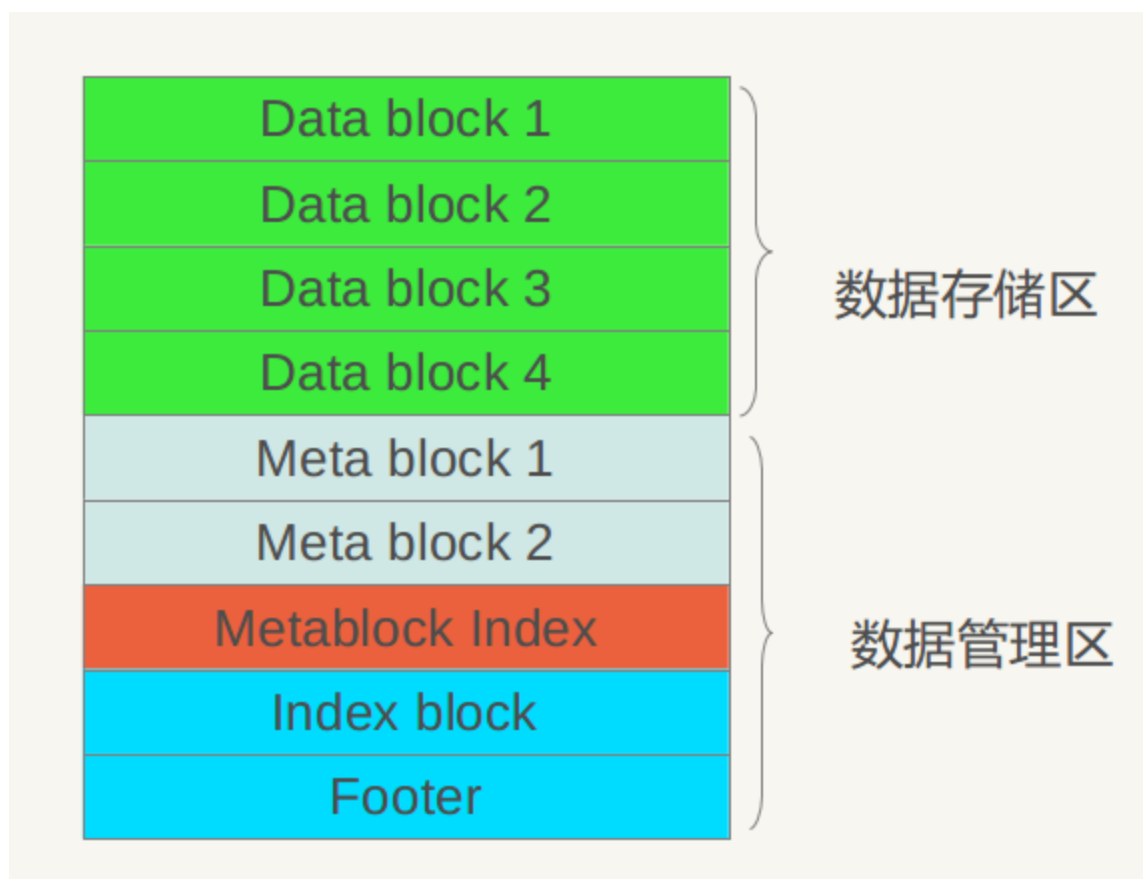 Data block 1
Data block 2
Data block 3
Data block 4
数据存储区
Meta block 1
Meta block 2
Metablock Index
Index block
Footer
数据管理区